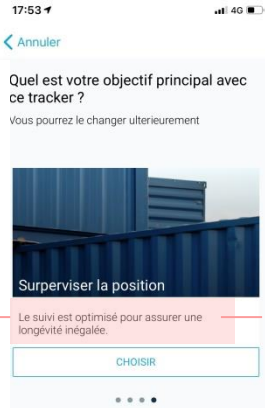 17:53
4G
Annuler
Quel est votre objectif principal avec
ce tracker ?
Vous pourrez le changer ulterieurement
Surperviser la position
Le suivi est optimisé pour assurer une
longévité inégalée.
CHOISIR